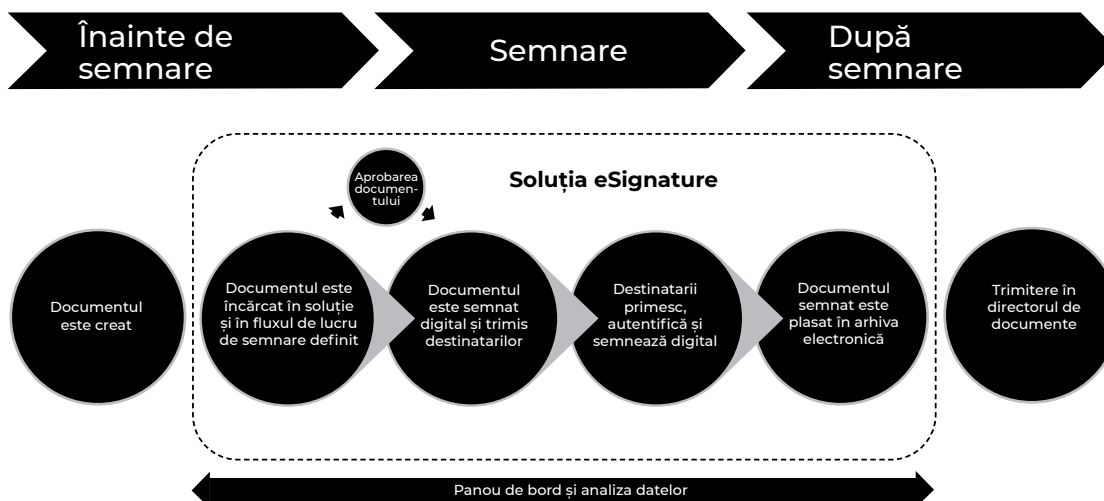 Înainte de
semnare
Semnare
După
semnare
Soluția eSignature
Aprobarea
documen-
tului
Documentul
este creat
Documentul este
încărcat în soluție
și în fluxul de lucru
de semnare definit
Documentul
este semnat
digital și trimis
destinatarilor
Destinatarii
primesc,
autentifică și
semnează digital
Documentul
semnat este
plasat în arhiva
electronică
Trimitere în
directorul de
documente
Panou de bord și analiza datelor